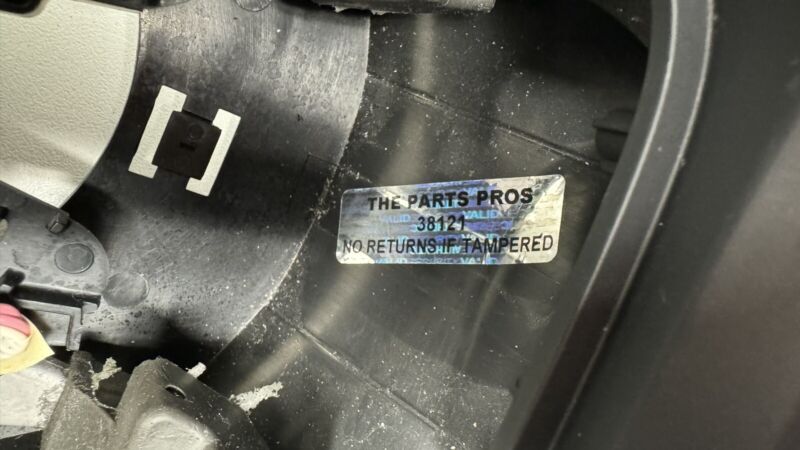 THE PARTS PROS
38121
NO RETURNS IF TAMPERED